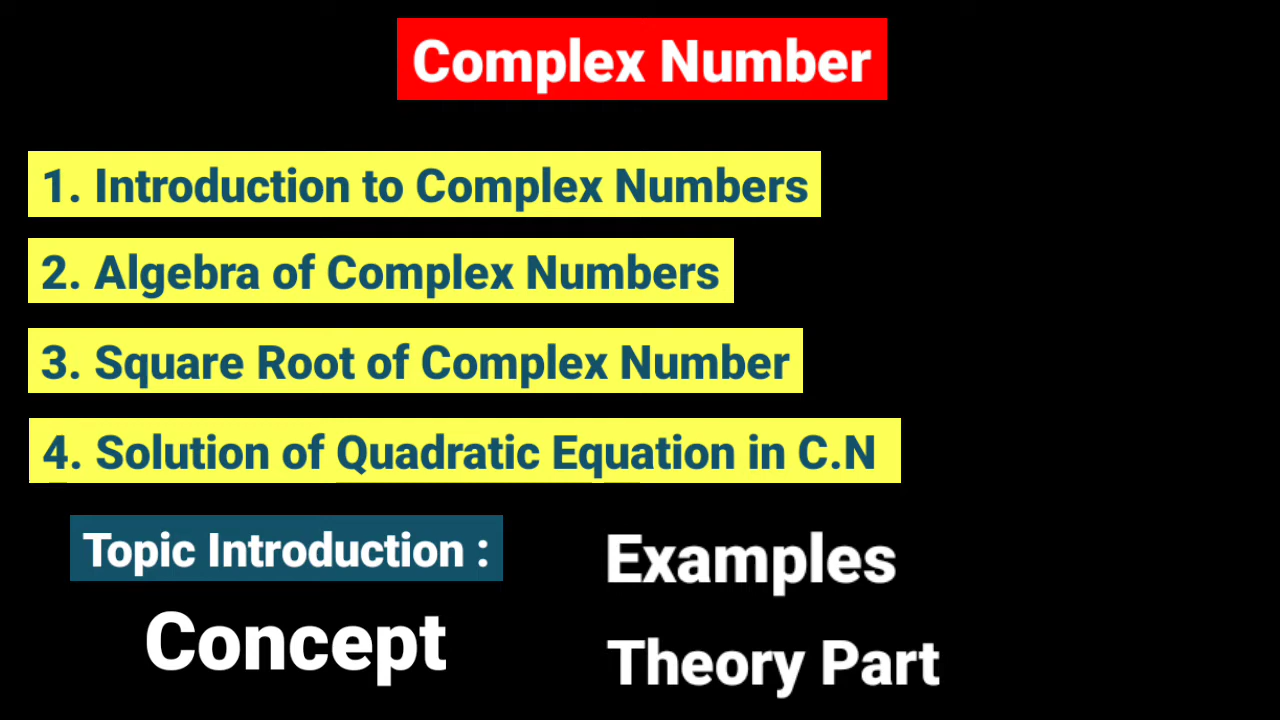 Complex Number
1. Introduction to Complex Numbers
2. Algebra of Complex Numbers
3. Square Root of Complex Number
4. Solution of Quadratic Equation in C.N
Topic Introduction :
Concept
Examples
Theory Part